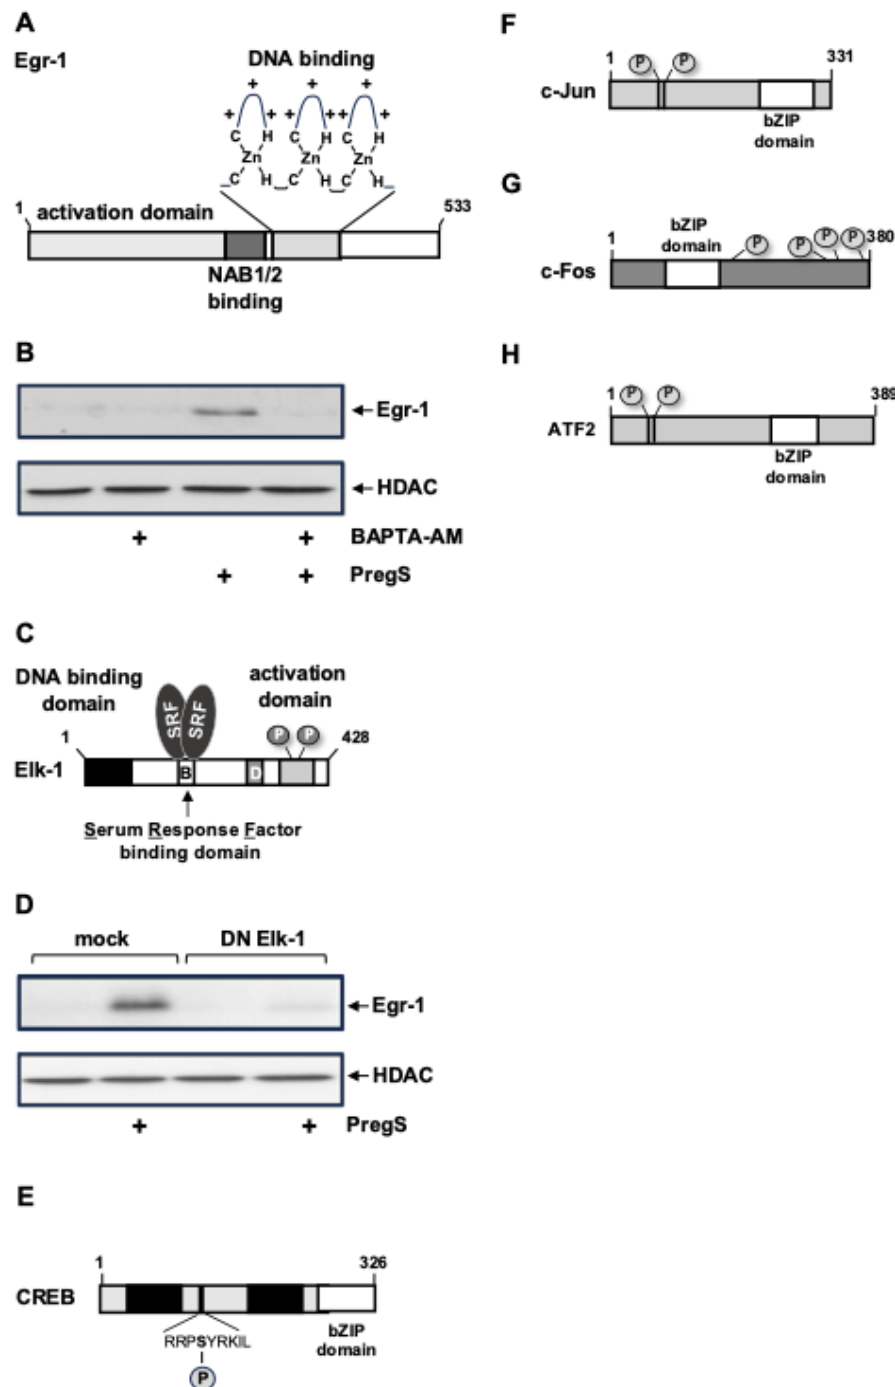 A
Egr-1
DNA binding
+ + +
+ + ++ +
C H C H C H
Zn Zn Zn
C H C H C H
1
activation domain
533
NAB1/2
binding
B
Egr-1
HDAC
+ + BAPTA-AM
+ + PregS
C
DNA binding
domain
SRF SRF
activation
domain
P P
1
428
Elk-1
B
D
Serum Response Factor
binding domain
D
mock
DN Elk-1
Egr-1
HDAC
+ + PregS
E
1
326
CREB
RRPSYRKIL
P
bZIP
domain
F
1
P P
331
c-Jun
bZIP
domain
G
1
bZIP
domain
P P P P
380
c-Fos
H
1
P P
389
ATF2
bZIP
domain